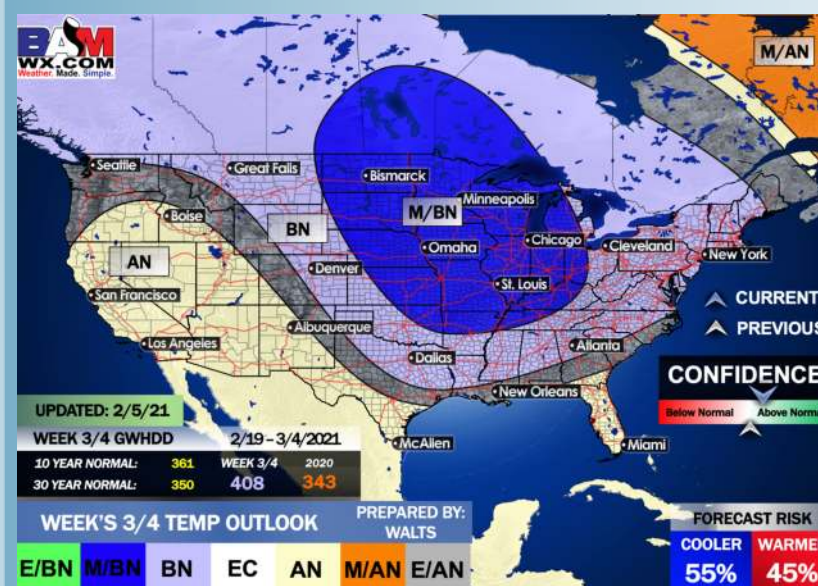 BAM
WX.COM
Weather. Made. Simple.
M/AN
Seattle
Great Falls
Bismarck
Minneapolis
Boise
BN
M/BN
AN
Omaha
Chicago
Cleveland
New York
Denver
St. Louis
San Francisco
Albuquerque
Los Angeles
Dallas
Atlanta
New Orleans
McAllen
Miami
CURRENT
PREVIOUS
CONFIDENCE
Below Normal Above Norma
UPDATED: 2/5/21
WEEK 3/4 GWHDD 2/19 – 3/4/2021
10 YEAR NORMAL: 361 WEEK 3/4 2020
30 YEAR NORMAL: 350 408 343
WEEK'S 3/4 TEMP OUTLOOK
PREPARED BY:
WALTS
E/BN M/BN BN EC AN M/AN E/AN
FORECAST RISK
COOLER WARME
55% 45%